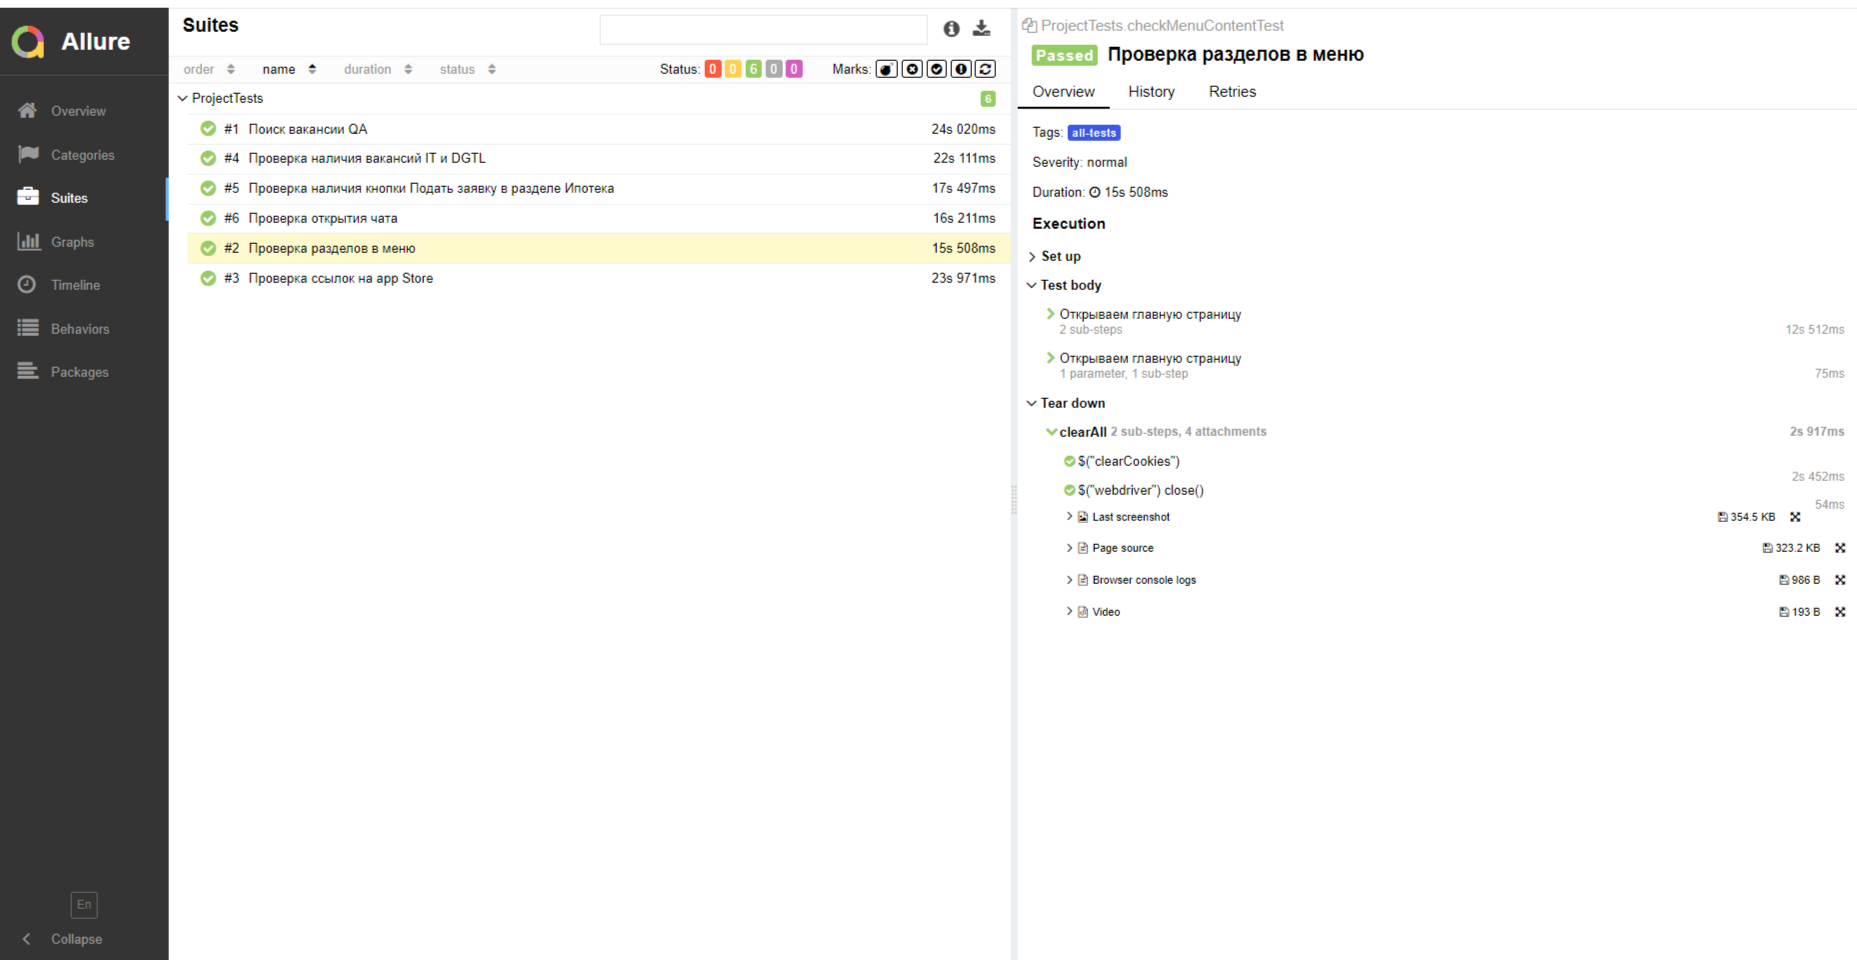 Allure
Overview
Categories
Suites
Graphs
Timeline
Behaviors
Packages
En
Collapse
Suites
order name duration status Status: 0 0 6 0 0 Marks:
ProjectTests 6
#1 Поиск вакансии QA 24s 020ms
#4 Проверка наличия вакансий IT и DGTL 22s 111ms
#5 Проверка наличия кнопки Подать заявку в разделе Ипотека 17s 497ms
#6 Проверка открытия чата 16s 211ms
#2 Проверка разделов в меню 15s 508ms
#3 Проверка ссылок на app Store 23s 971ms
ProjectTests.checkMenuContentTest
Passed Проверка разделов в меню
Overview History Retries
Tags: all-tests
Severity: normal
Duration: 15s 508ms
Execution
Set up
Test body
Открываем главную страницу
2 sub-steps 12s 512ms
Открываем главную страницу
1 parameter, 1 sub-step 75ms
Tear down
clearAll 2 sub-steps, 4 attachments 2s 917ms
$("clearCookies")
2s 452ms
$("webdriver") close()
54ms
Last screenshot 354.5 KB
Page source 323.2 KB
Browser console logs 986 B
Video 193 B